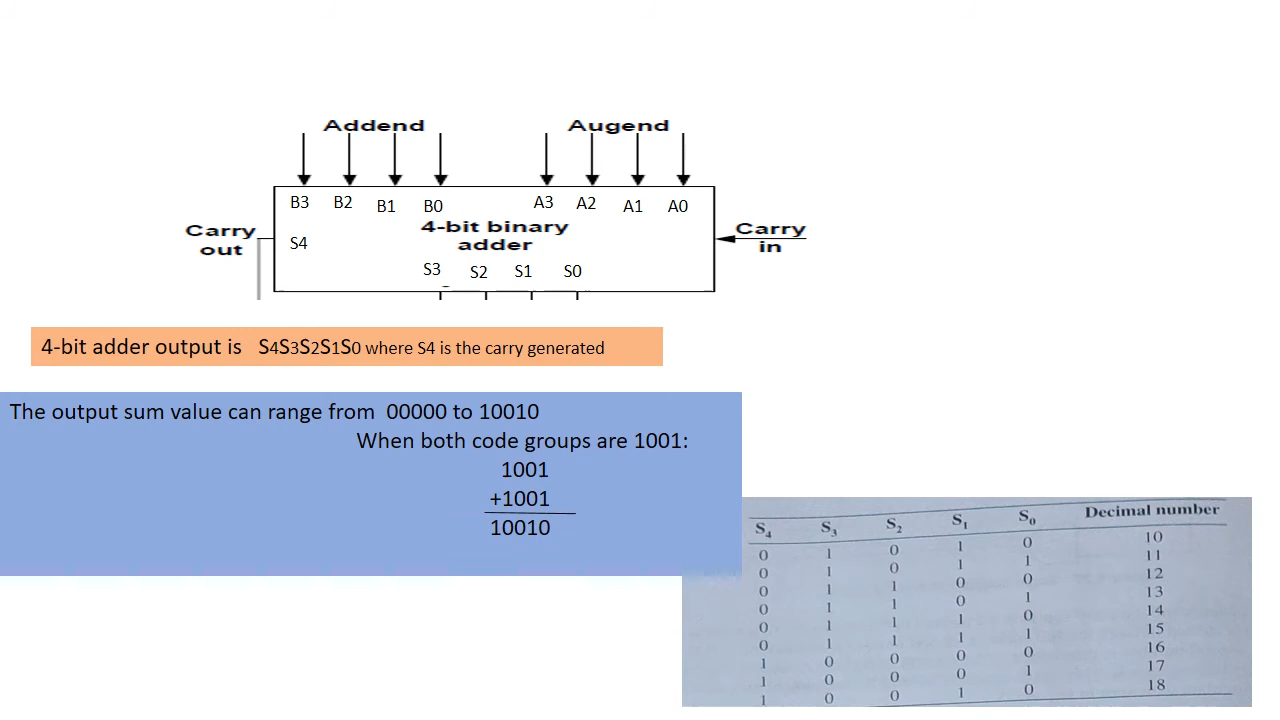 Addend Augend
B3 B2 B1 B0 A3 A2 A1 A0
Carry out
4-bit binary adder
Carry in
S4
S3 S2 S1 S0
4-bit adder output is S4S3S2S1S0 where S4 is the carry generated
The output sum value can range from 00000 to 10010
When both code groups are 1001:
1001
+1001
10010
S4 S3 S2 S1 S0 Decimal number
0 1 0 1 0 10
0 1 0 1 1 11
0 1 1 0 0 12
0 1 1 0 1 13
0 1 1 1 0 14
0 1 1 1 1 15
1 0 0 0 0 16
1 0 0 0 1 17
1 0 0 1 0 18